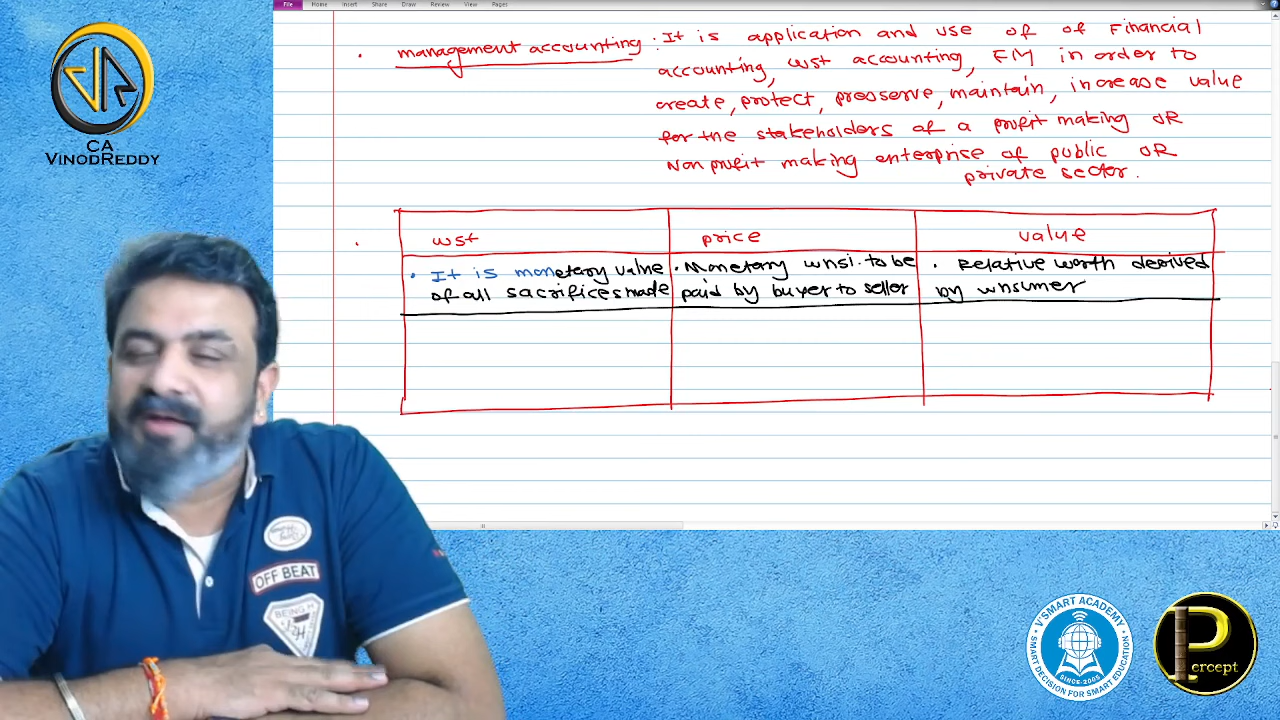 File Home Insert Share Draw Review View Pages
management accounting : It is application and use of of Financial
accounting, cost accounting, FM in order to
create, protect, preserve, maintain, increase value
for the stakeholders of a profit making OR
Non profit making enterprise of public OR
private sector.
cost price value
• It is monetary value
of all sacrifices made
• Monetary consi. to be
paid by buyer to seller
• Relative worth derived
by consumer
CA
VINODREDDY
OFF BEAT
BEING H
V'SMART ACADEMY
SINCE-2005
SMART DECISION FOR SMART EDUCATION
Percept